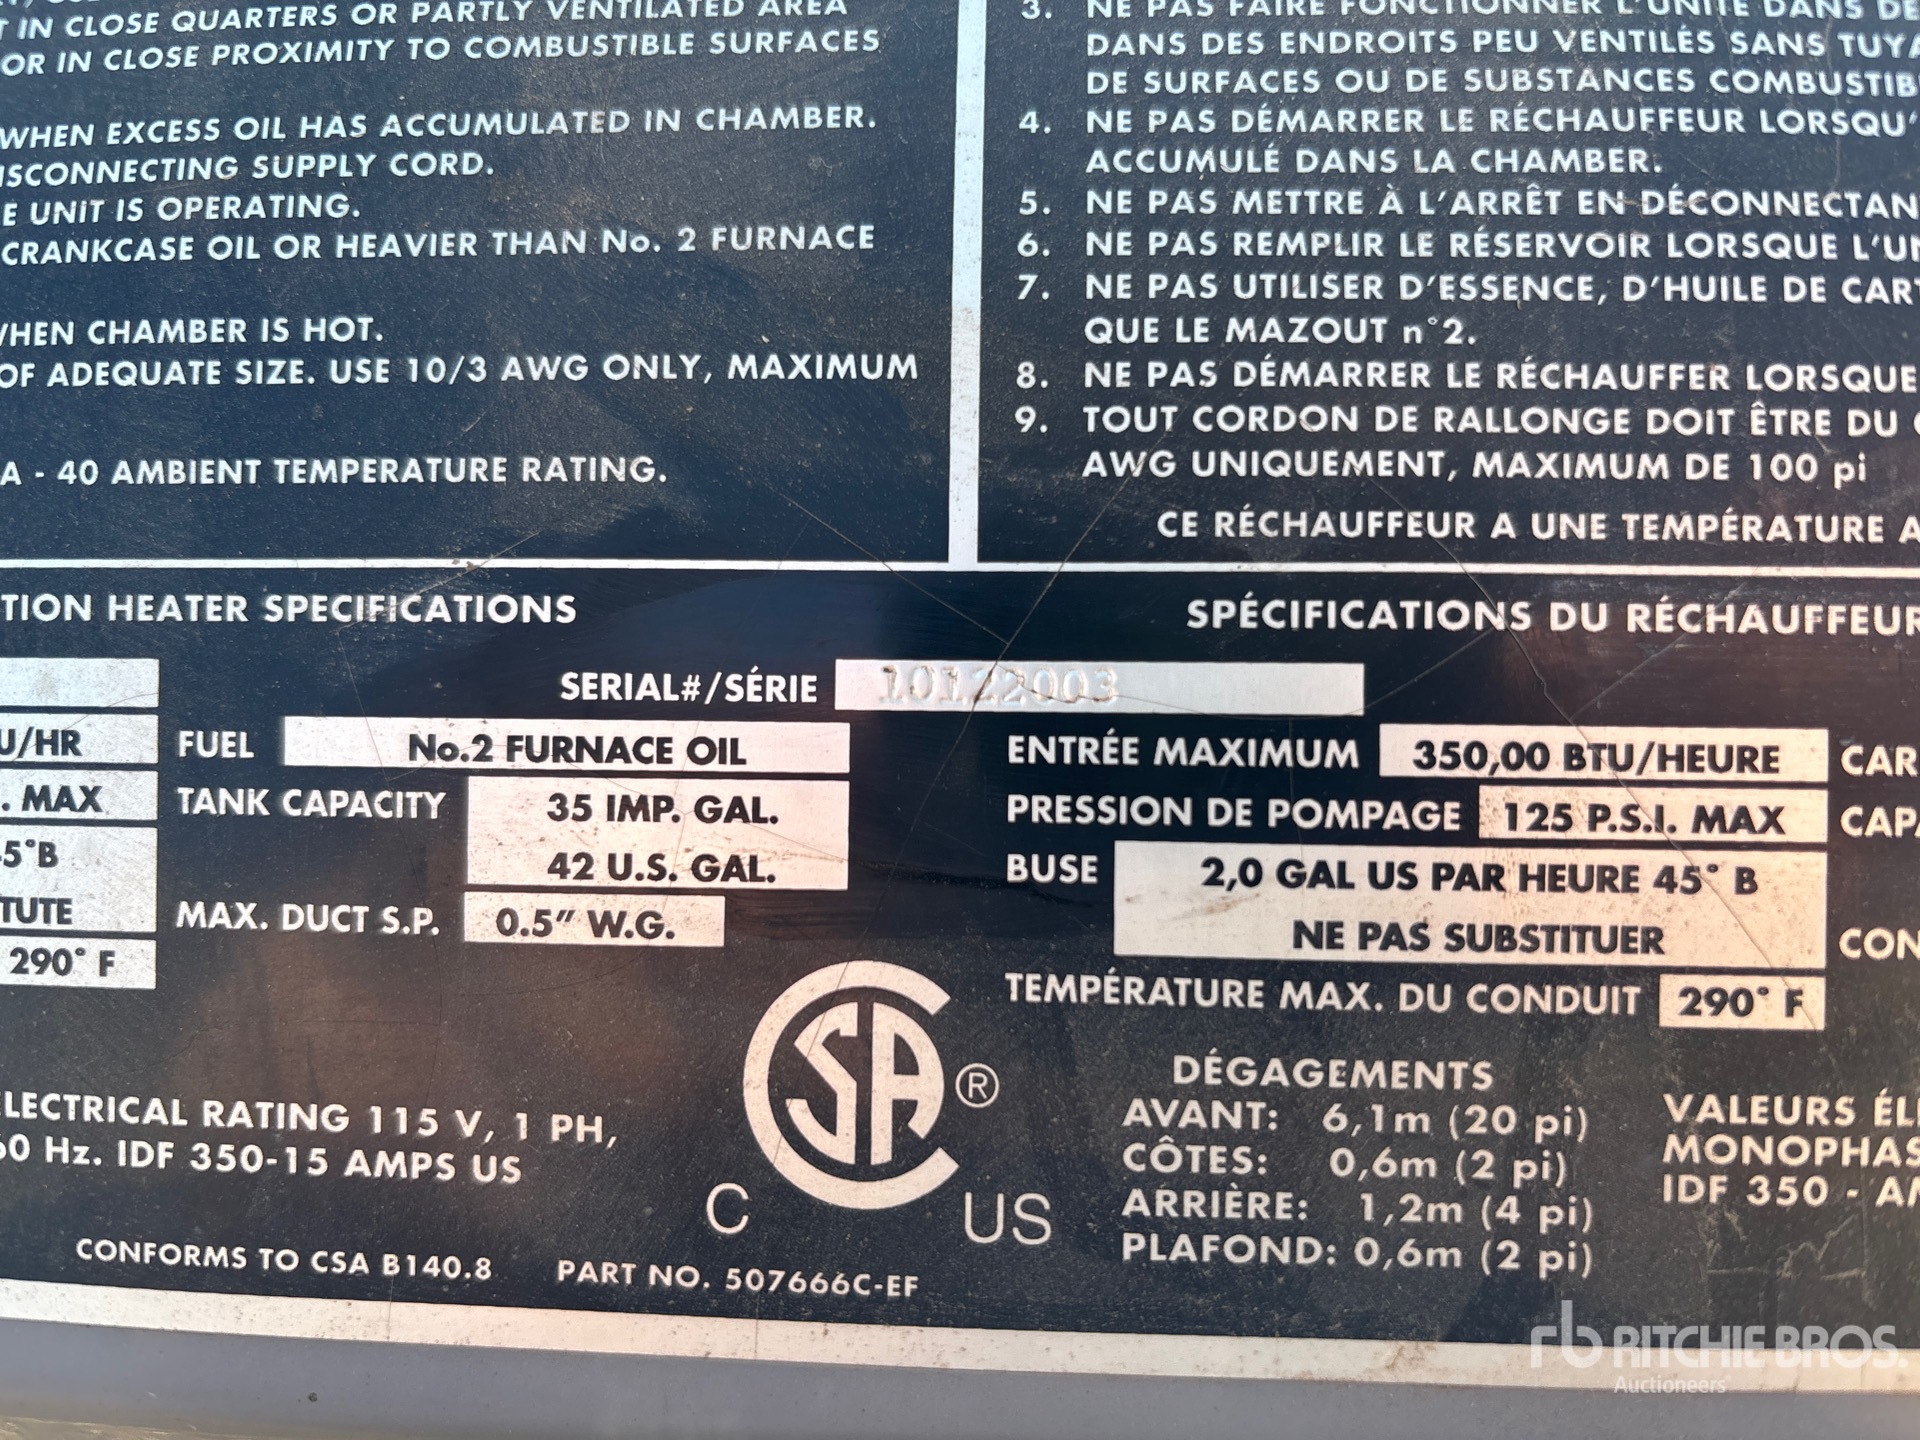 T IN CLOSE QUARTERS OR PARTLY VENTILATED AREA
OR IN CLOSE PROXIMITY TO COMBUSTIBLE SURFACES
WHEN EXCESS OIL HAS ACCUMULATED IN CHAMBER.
ISCONNECTING SUPPLY CORD.
E UNIT IS OPERATING.
CRANKCASE OIL OR HEAVIER THAN No. 2 FURNACE
WHEN CHAMBER IS HOT.
OF ADEQUATE SIZE. USE 10/3 AWG ONLY, MAXIMUM
A - 40 AMBIENT TEMPERATURE RATING.
3. NE PAS FAIRE FONCTIONNER L'UNITÉ DANS DE
DANS DES ENDROITS PEU VENTILÉS SANS TUYA
DE SURFACES OU DE SUBSTANCES COMBUSTIB
4. NE PAS DÉMARRER LE RÉCHAUFFEUR LORSQU'
ACCUMULÉ DANS LA CHAMBER.
5. NE PAS METTRE À L'ARRÊT EN DÉCONNECTAN
6. NE PAS REMPLIR LE RÉSERVOIR LORSQUE L'UN
7. NE PAS UTILISER D'ESSENCE, D'HUILE DE CART
QUE LE MAZOUT n°2.
8. NE PAS DÉMARRER LE RÉCHAUFFER LORSQUE
9. TOUT CORDON DE RALLONGE DOIT ÊTRE DU C
AWG UNIQUEMENT, MAXIMUM DE 100 pi
CE RÉCHAUFFEUR A UNE TEMPÉRATURE A
TION HEATER SPECIFICATIONS
SERIAL#/SÉRIE 10122003
U/HR FUEL No.2 FURNACE OIL
. MAX TANK CAPACITY 35 IMP. GAL.
5°B 42 U.S. GAL.
TUTE MAX. DUCT S.P. 0.5" W.G.
290° F
ELECTRICAL RATING 115 V, 1 PH,
60 Hz. IDF 350-15 AMPS US
CONFORMS TO CSA B140.8 PART NO. 507666C-EF
CSA ®
C US
SPÉCIFICATIONS DU RÉCHAUFFEUR
ENTRÉE MAXIMUM 350,00 BTU/HEURE CAR
PRESSION DE POMPAGE 125 P.S.I. MAX CAPA
BUSE 2,0 GAL US PAR HEURE 45° B
NE PAS SUBSTITUER CON
TEMPÉRATURE MAX. DU CONDUIT 290° F
DÉGAGEMENTS
AVANT: 6,1m (20 pi)
CÔTES: 0,6m (2 pi)
ARRIÈRE: 1,2m (4 pi)
PLAFOND: 0,6m (2 pi)
VALEURS ÉL
MONOPHAS
IDF 350 - AM
rb RITCHIE BROS.
Auctioneers